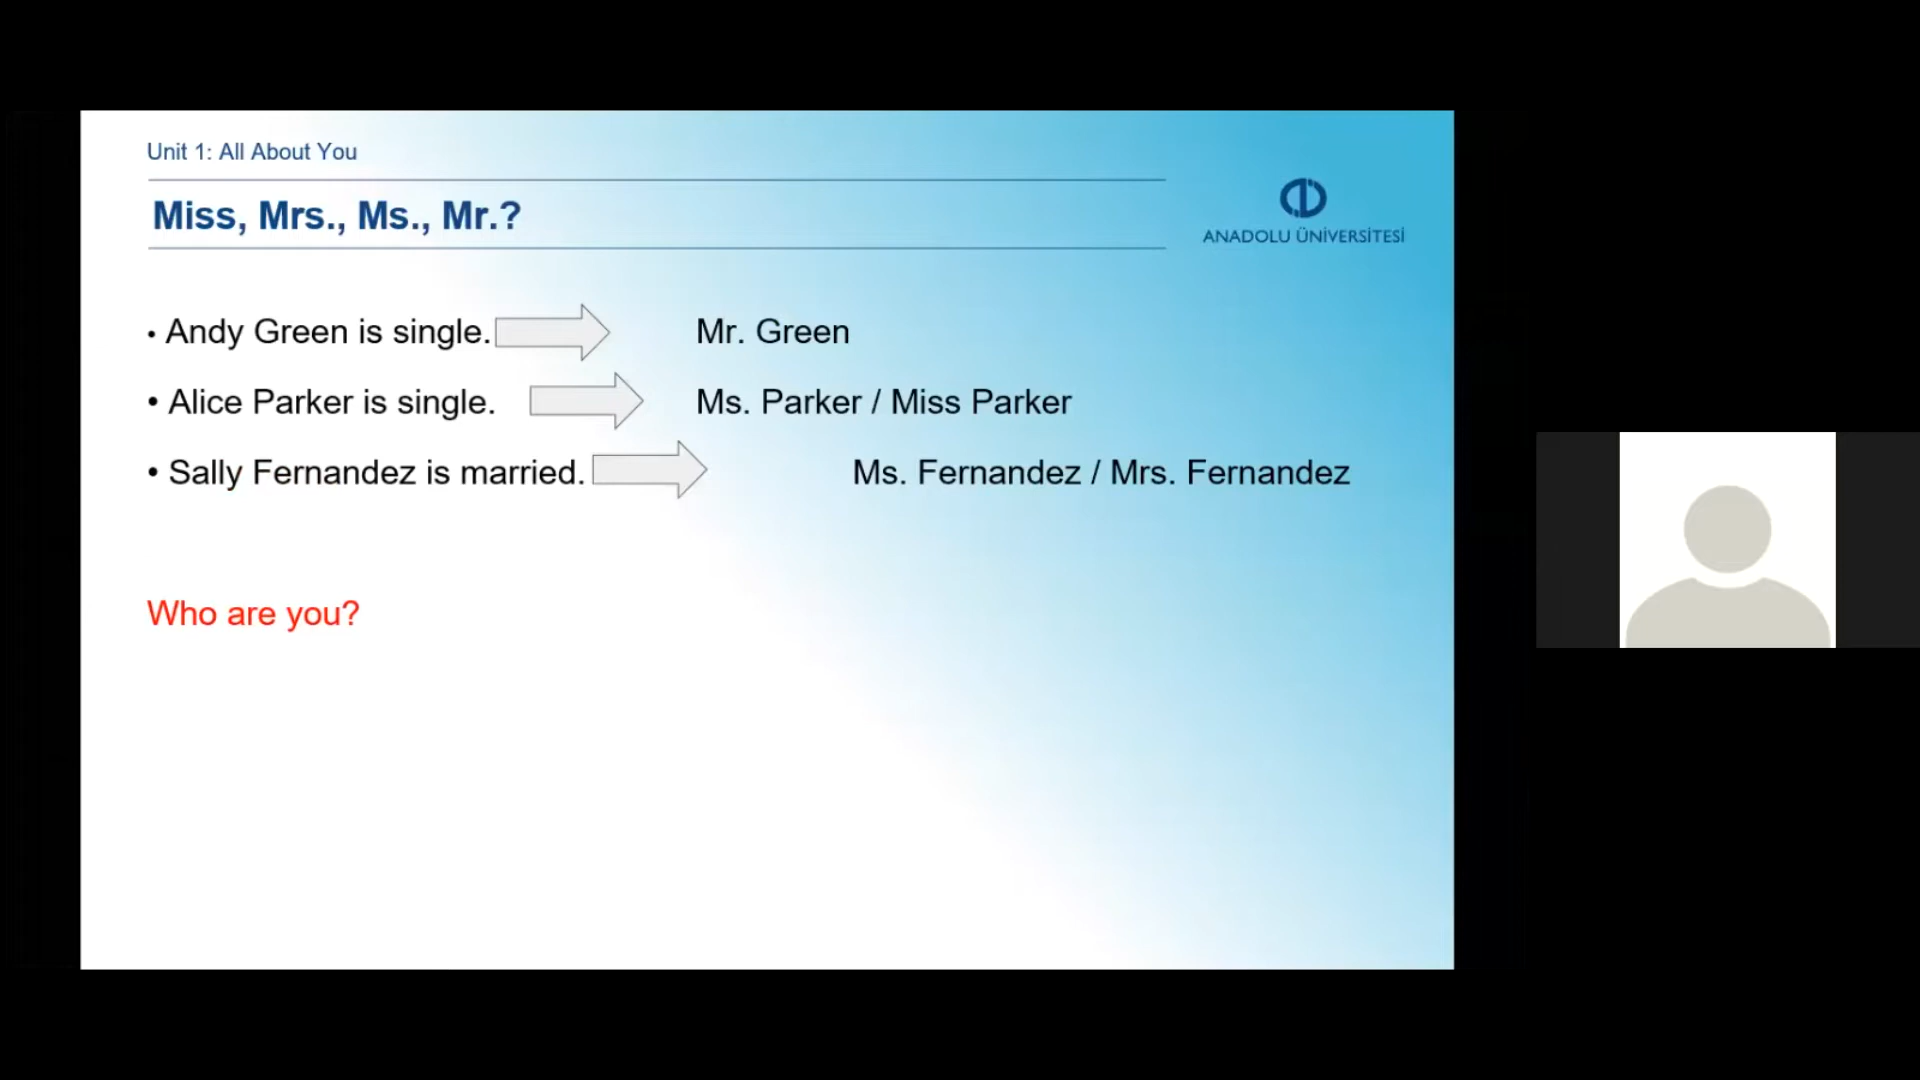 Unit 1: All About You
Miss, Mrs., Ms., Mr.?
ANADOLU ÜNİVERSİTESİ
• Andy Green is single. Mr. Green
• Alice Parker is single. Ms. Parker / Miss Parker
• Sally Fernandez is married. Ms. Fernandez / Mrs. Fernandez
Who are you?